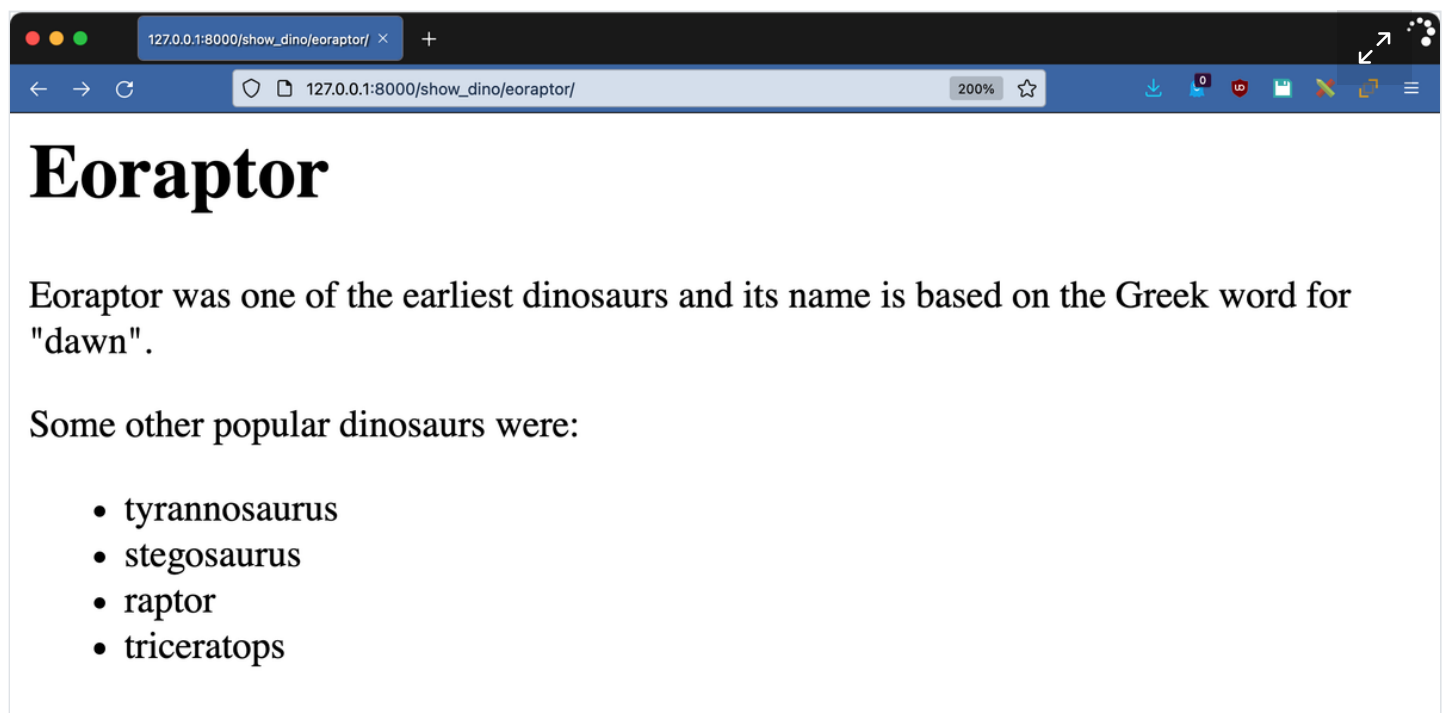 127.0.0.1:8000/show_dino/eoraptor/
127.0.0.1:8000/show_dino/eoraptor/ 200% 0 UD
Eoraptor
Eoraptor was one of the earliest dinosaurs and its name is based on the Greek word for
"dawn".
Some other popular dinosaurs were:
• tyrannosaurus
• stegosaurus
• raptor
• triceratops